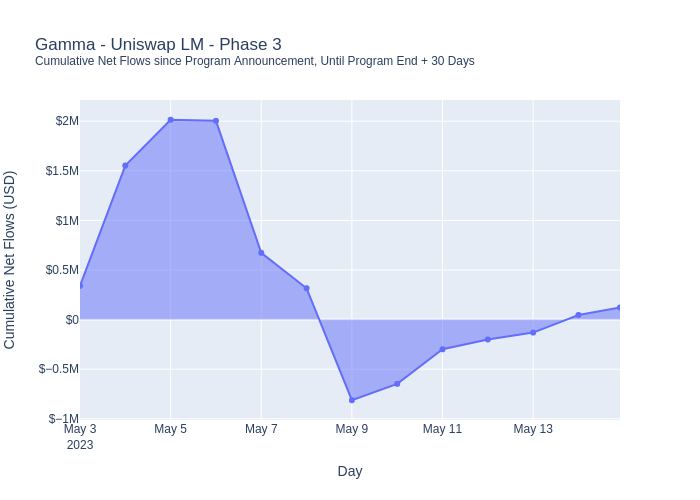 Gamma - Uniswap LM - Phase 3
Cumulative Net Flows since Program Announcement, Until Program End + 30 Days
Cumulative Net Flows (USD)
$2M
$1.5M
$1M
$0.5M
$0
$−0.5M
$−1M
May 3 May 5 May 7 May 9 May 11 May 13
2023
Day